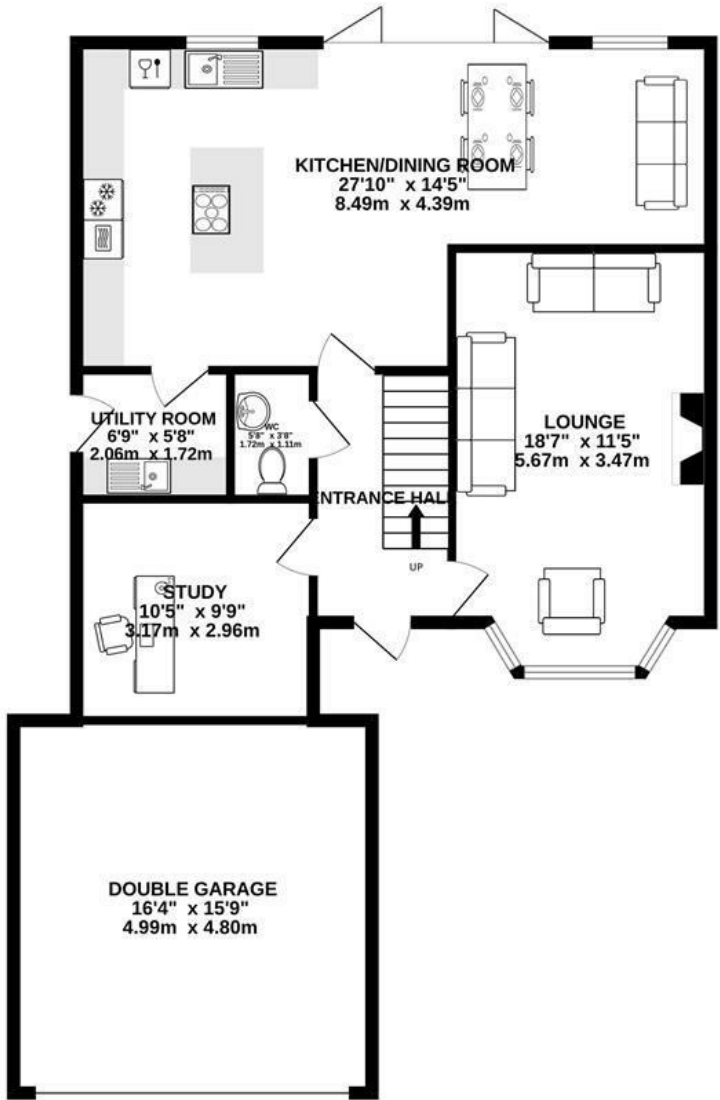 KITCHEN/DINING ROOM
27'10" x 14'5"
8.49m x 4.39m
UTILITY ROOM
6'9" x 5'8"
2.06m x 1.72m
WC
5'8" x 3'8"
1.72m x 1.11m
LOUNGE
18'7" x 11'5"
5.67m x 3.47m
ENTRANCE HALL
UP
STUDY
10'5" x 9'9"
3.17m x 2.96m
DOUBLE GARAGE
16'4" x 15'9"
4.99m x 4.80m